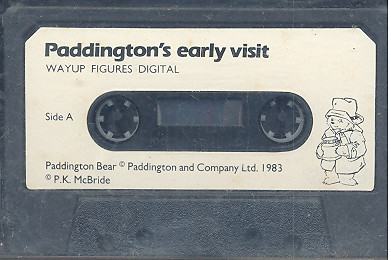 Paddington's early visit
WAYUP FIGURES DIGITAL
Side A
Paddington Bear © Paddington and Company Ltd. 1983
© P.K. McBride